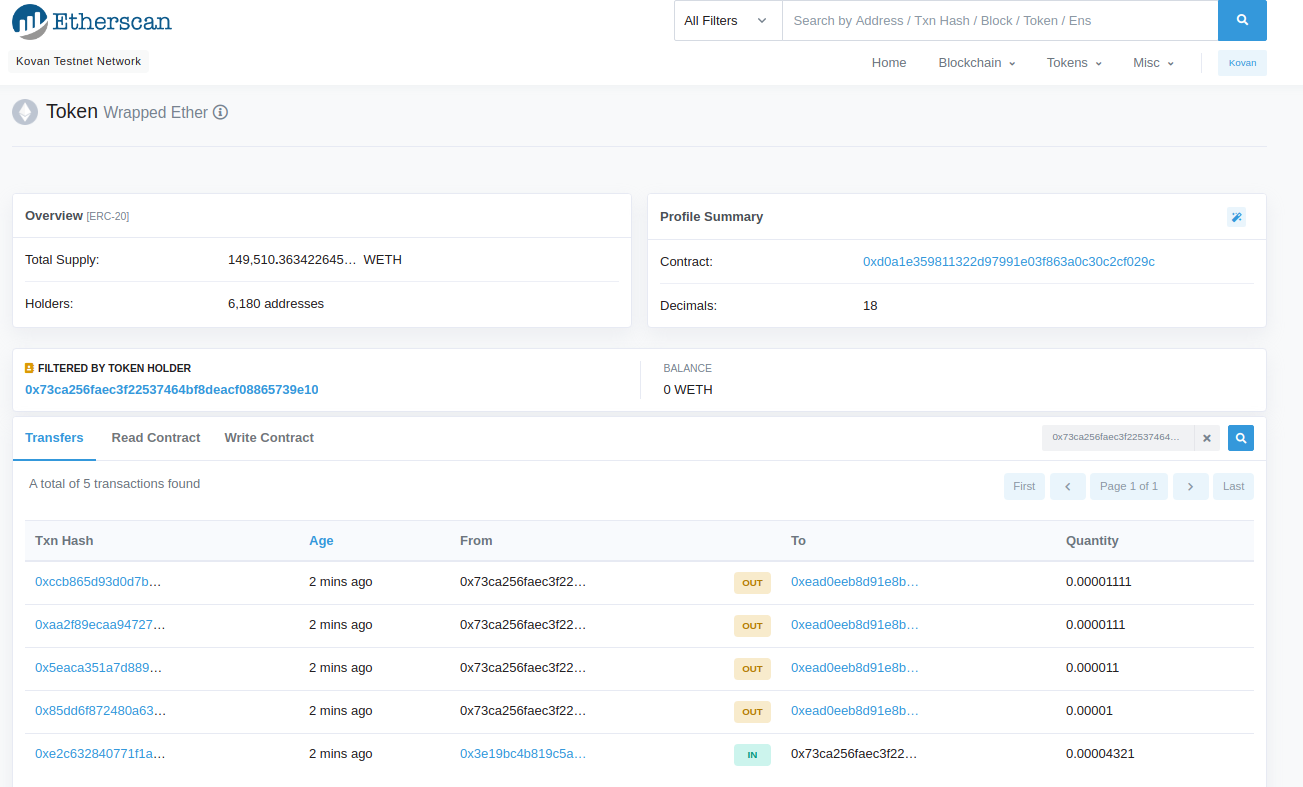 Etherscan
All Filters Search by Address / Txn Hash / Block / Token / Ens
Kovan Testnet Network
Home Blockchain Tokens Misc Kovan
Token Wrapped Ether
Overview [ERC-20]
Total Supply: 149,510.363422645… WETH
Holders: 6,180 addresses
Profile Summary
Contract: 0xd0a1e359811322d97991e03f863a0c30c2cf029c
Decimals: 18
FILTERED BY TOKEN HOLDER
0x73ca256faec3f22537464bf8deacf08865739e10
BALANCE
0 WETH
Transfers Read Contract Write Contract 0x73ca256faec3f22537464…
A total of 5 transactions found First Page 1 of 1 Last
Txn Hash Age From To Quantity
0xccb865d93d0d7b… 2 mins ago 0x73ca256faec3f22… OUT 0xead0eeb8d91e8b… 0.00001111
0xaa2f89ecaa94727… 2 mins ago 0x73ca256faec3f22… OUT 0xead0eeb8d91e8b… 0.0000111
0x5eaca351a7d889… 2 mins ago 0x73ca256faec3f22… OUT 0xead0eeb8d91e8b… 0.000011
0x85dd6f872480a63… 2 mins ago 0x73ca256faec3f22… OUT 0xead0eeb8d91e8b… 0.00001
0xe2c632840771f1a… 2 mins ago 0x3e19bc4b819c5a… IN 0x73ca256faec3f22… 0.00004321